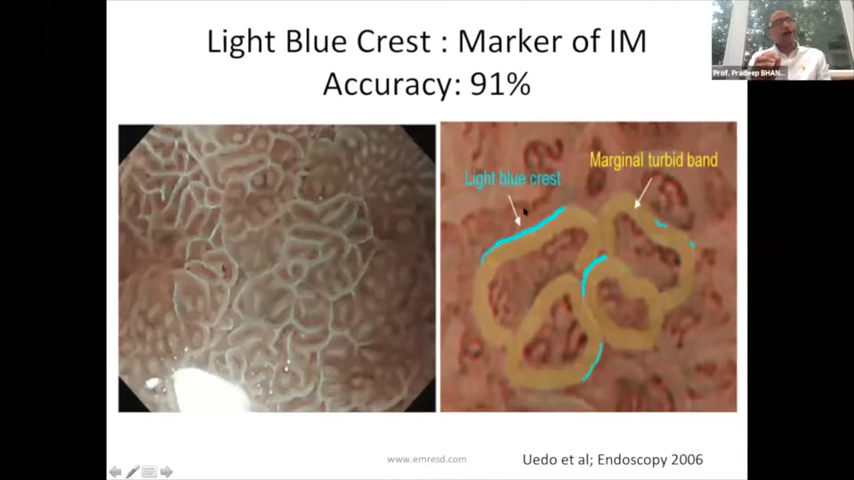 Light Blue Crest : Marker of IM
Accuracy: 91%
Prof. Pradeep BHAN...
Light blue crest
Marginal turbid band
www.emresd.com
Uedo et al; Endoscopy 2006